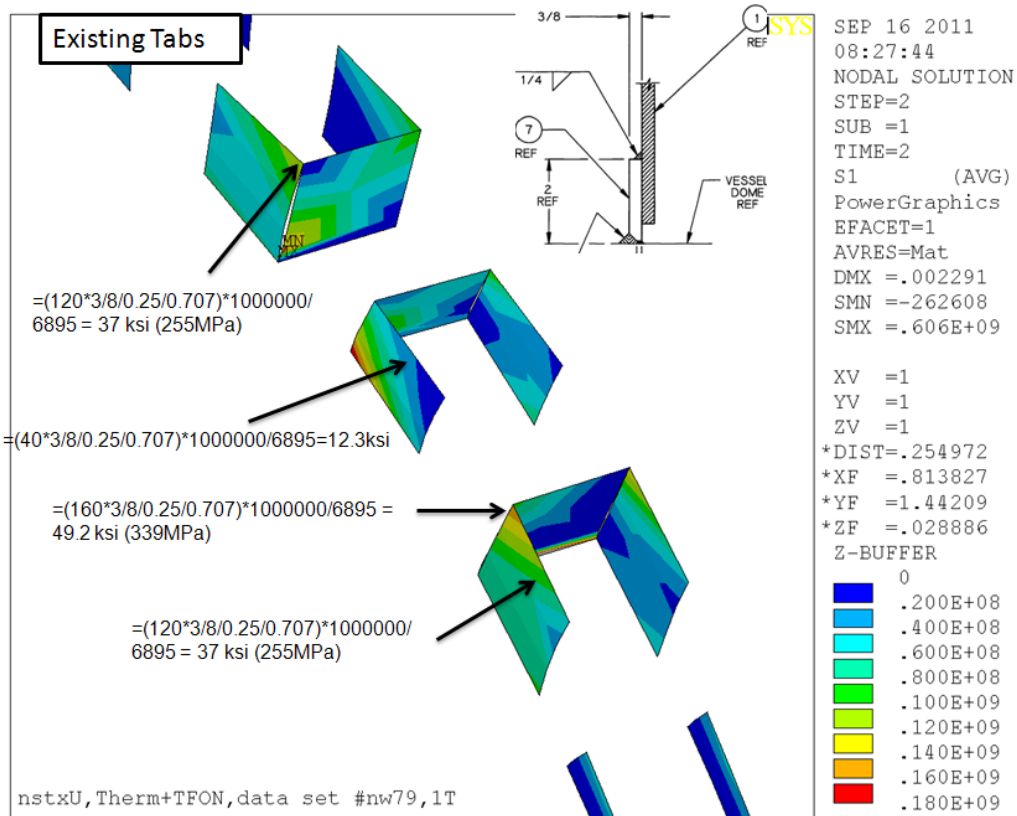 Existing Tabs
3/8
1
REF
SYS
1/4
7
REF
2
REF
VESSEL
DOME
REF
MN
MX
=(120*3/8/0.25/0.707)*1000000/
6895 = 37 ksi (255MPa)
=(40*3/8/0.25/0.707)*1000000/6895=12.3ksi
=(160*3/8/0.25/0.707)*1000000/6895 =
49.2 ksi (339MPa)
=(120*3/8/0.25/0.707)*1000000/
6895 = 37 ksi (255MPa)
nstxU,Therm+TFON,data set #nw79,1T
SEP 16 2011
08:27:44
NODAL SOLUTION
STEP=2
SUB =1
TIME=2
S1 (AVG)
PowerGraphics
EFACET=1
AVRES=Mat
DMX =.002291
SMN =-262608
SMX =.606E+09
XV =1
YV =1
ZV =1
*DIST=.254972
*XF =.813827
*YF =1.44209
*ZF =.028886
Z-BUFFER
0
.200E+08
.400E+08
.600E+08
.800E+08
.100E+09
.120E+09
.140E+09
.160E+09
.180E+09